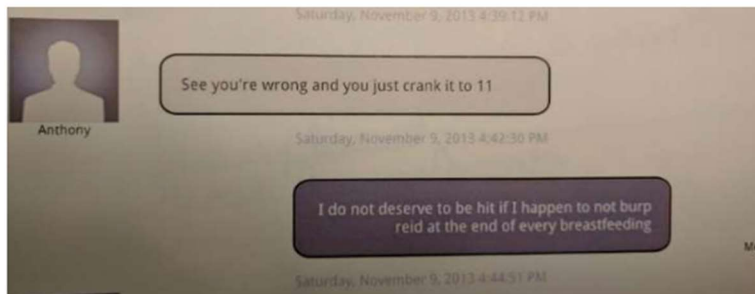 Saturday, November 9, 2013 4:39:12 PM
See you're wrong and you just crank it to 11
Anthony
Saturday, November 9, 2013 4:42:30 PM
I do not deserve to be hit if I happen to not burp
reid at the end of every breastfeeding
Saturday, November 9, 2013 4:44:51 PM